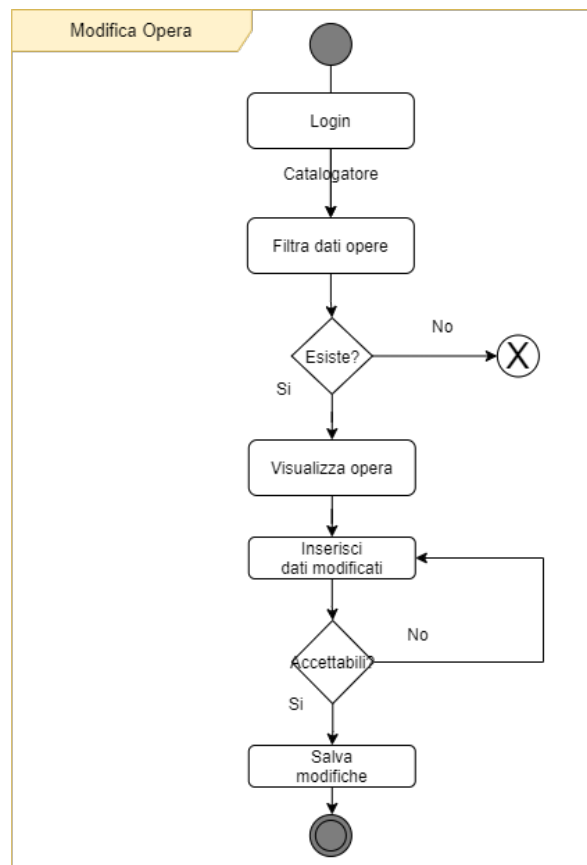 Modifica Opera
Login
Catalogatore
Filtra dati opere
No
Esiste?
X
Si
Visualizza opera
Inserisci
dati modificati
No
Accettabili?
Si
Salva
modifiche